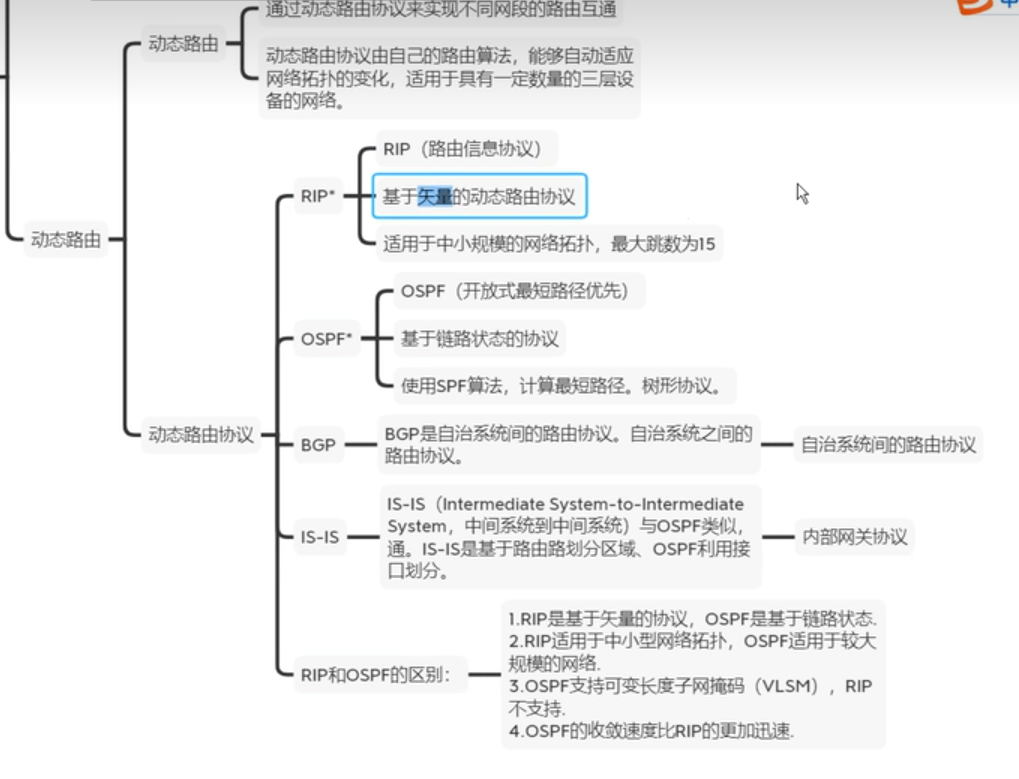 通过动态路由协议来实现不同网段的路由互通
动态路由
动态路由协议由自己的路由算法，能够自动适应
网络拓扑的变化，适用于具有一定数量的三层设
备的网络。
动态路由
RIP*
RIP（路由信息协议）
基于矢量的动态路由协议
适用于中小规模的网络拓扑，最大跳数为15
OSPF*
OSPF（开放式最短路径优先）
基于链路状态的协议
使用SPF算法，计算最短路径。树形协议。
动态路由协议
BGP
BGP是自治系统间的路由协议。自治系统之间的
路由协议。
自治系统间的路由协议
IS-IS
IS-IS（Intermediate System-to-Intermediate
System，中间系统到中间系统）与OSPF类似，
通。IS-IS是基于路由路划分区域、OSPF利用接
口划分。
内部网关协议
RIP和OSPF的区别：
1.RIP是基于矢量的协议，OSPF是基于链路状态.
2.RIP适用于中小型网络拓扑，OSPF适用于较大
规模的网络.
3.OSPF支持可变长度子网掩码（VLSM），RIP
不支持.
4.OSPF的收敛速度比RIP的更加迅速.